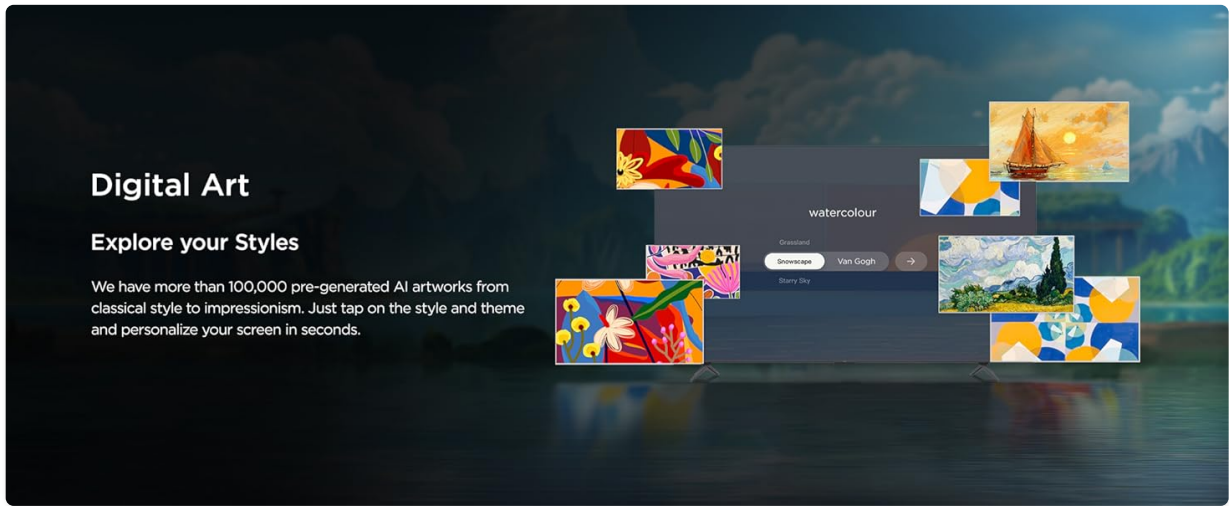 Digital Art
Explore your Styles
We have more than 100,000 pre-generated AI artworks from
classical style to impressionism. Just tap on the style and theme
and personalize your screen in seconds.
watercolour
Grassland
Snowscape
Van Gogh
Starry Sky